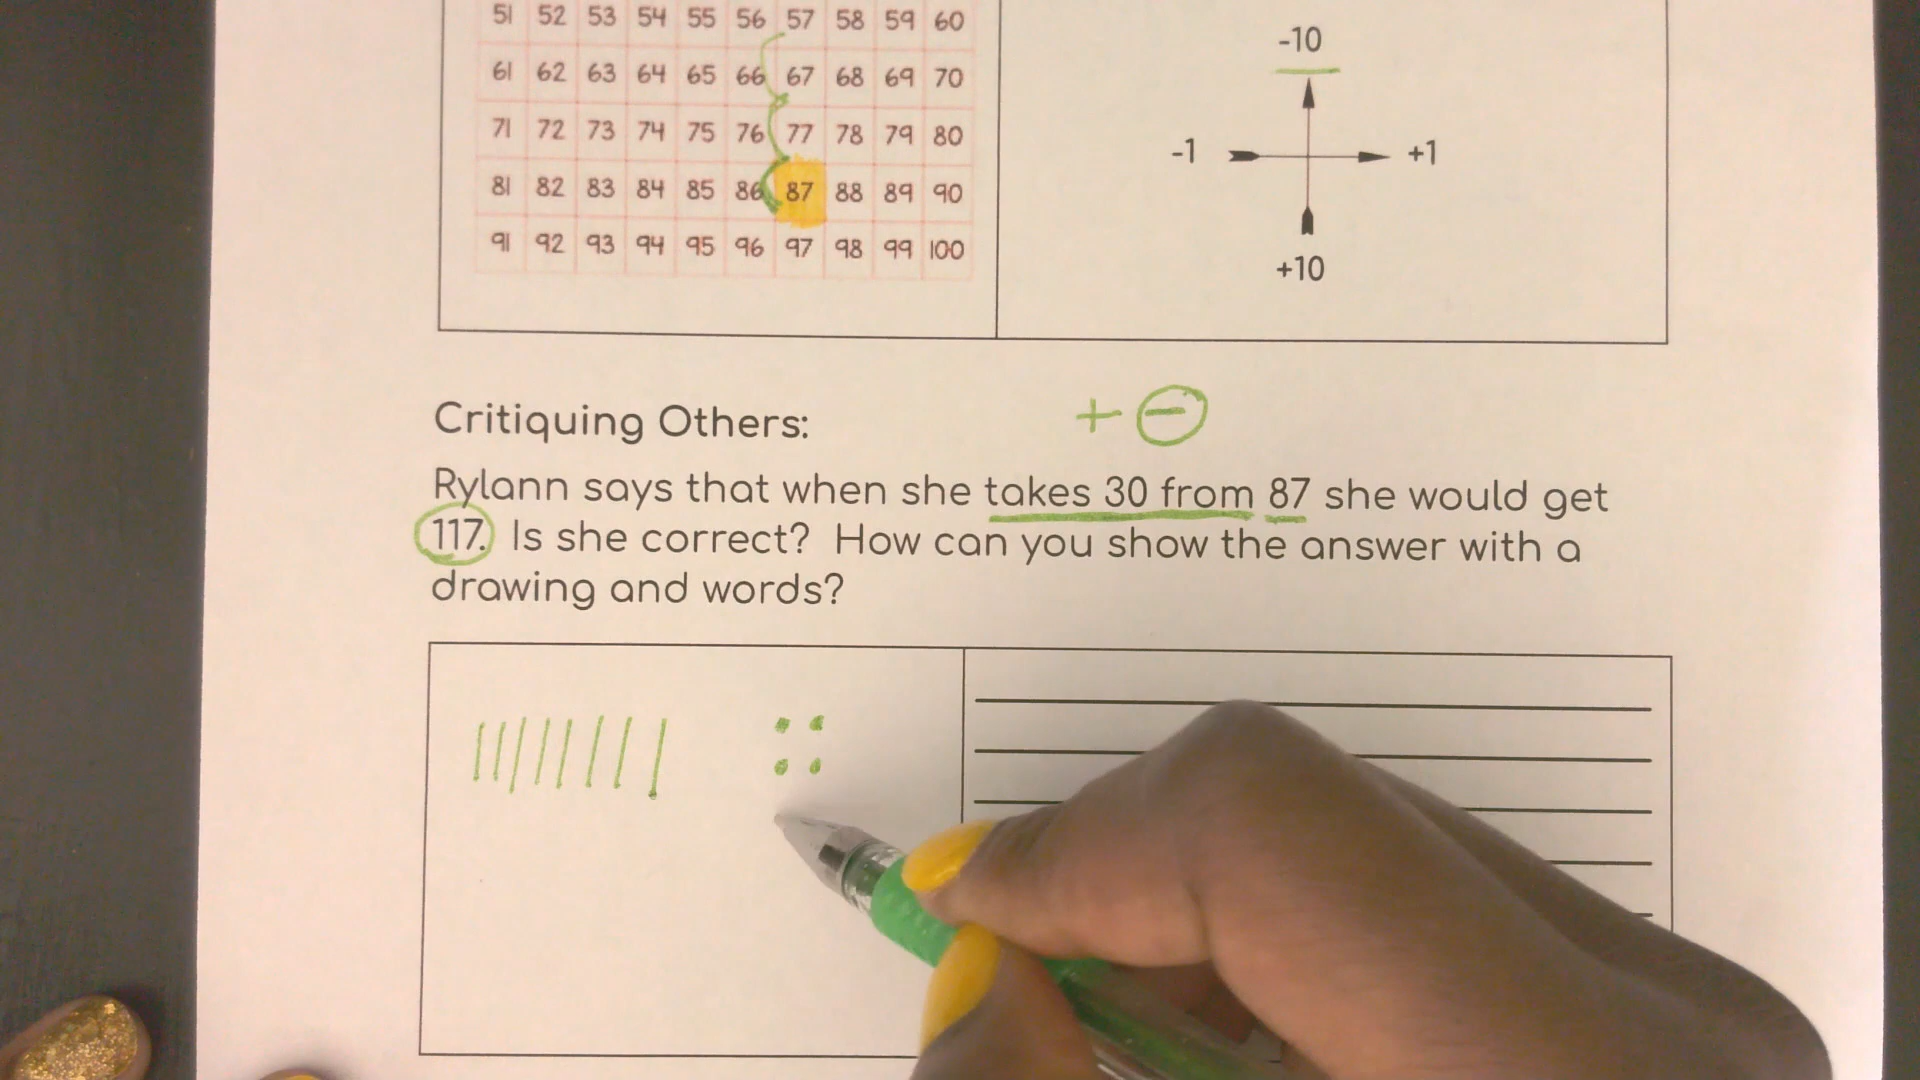 51 52 53 54 55 56 57 58 59 60
61 62 63 64 65 66 67 68 69 70
71 72 73 74 75 76 77 78 79 80
81 82 83 84 85 86 87 88 89 90
91 92 93 94 95 96 97 98 99 100
-10
-1 +1
+10
Critiquing Others: + -
Rylann says that when she takes 30 from 87 she would get
117. Is she correct? How can you show the answer with a
drawing and words?